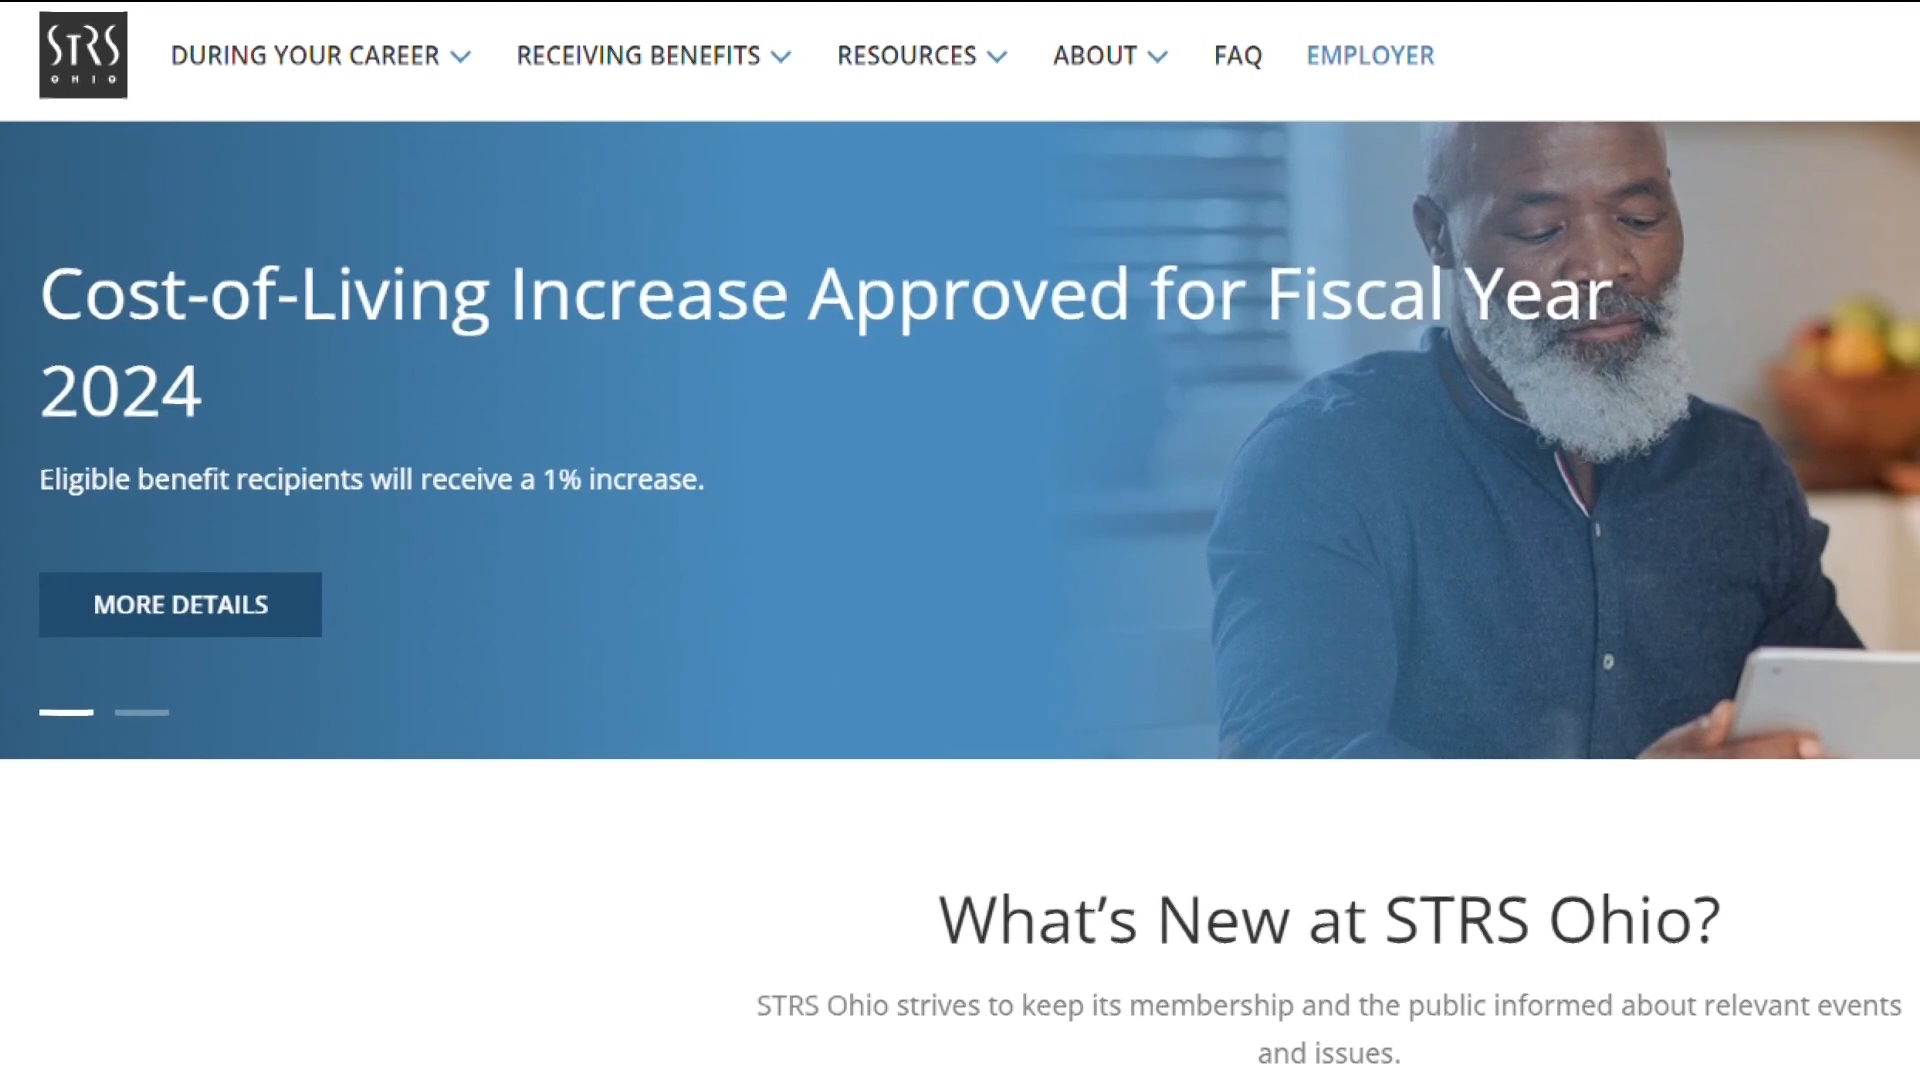 STRS
OHIO
DURING YOUR CAREER
RECEIVING BENEFITS
RESOURCES
ABOUT
FAQ
EMPLOYER
Cost-of-Living Increase Approved for Fiscal Year
2024
Eligible benefit recipients will receive a 1% increase.
MORE DETAILS
What’s New at STRS Ohio?
STRS Ohio strives to keep its membership and the public informed about relevant events
and issues.